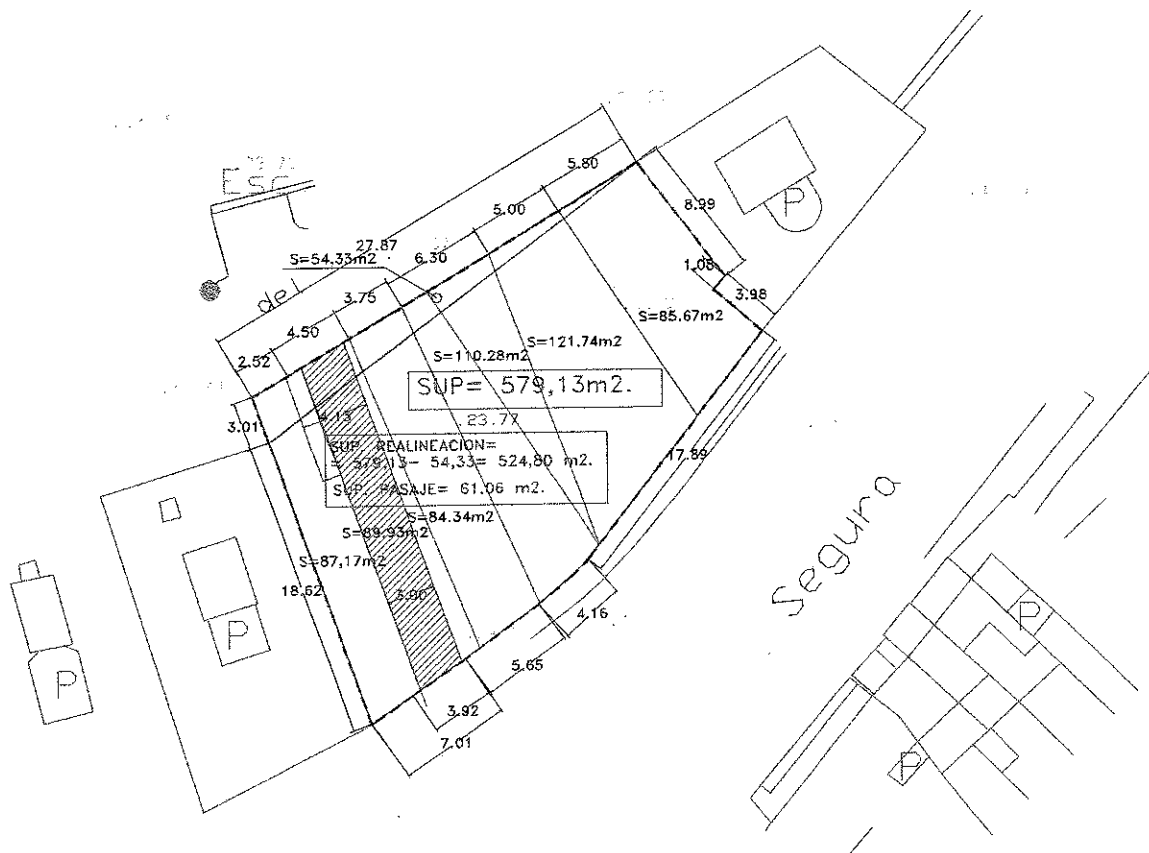 ESC
de
27.87
S=54.33m2
5.80
5.00
6.30
3.75
4.50
2.52
8.99
1.08
3.98
P
S=85.67m2
S=121.74m2
S=110.28m2
SUP= 579,13m2.
23.77
3.01
4.13
SUP. REALINEACION=
= 579,13- 54,33= 524,80 m2.
SUP. PASAJE= 61.06 m2.
17.89
S=84.34m2
S=89.93m2
S=87,17m2
18.62
3.90
4.16
5.65
3.92
7.01
Segura
P
P
P
P